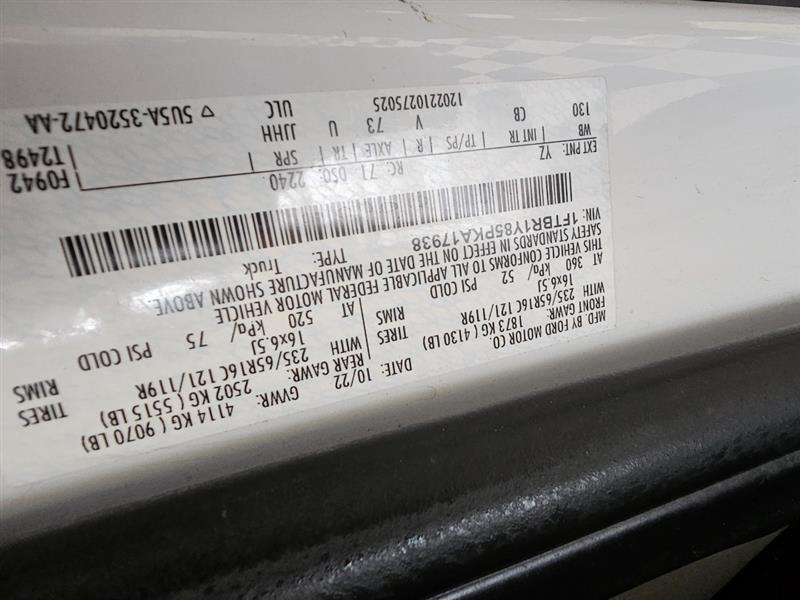 MFD. BY FORD MOTOR CO.
DATE: 10/22
GVWR: 4114 KG ( 9070 LB)
FRONT GAWR: 1873 KG ( 4130 LB)
REAR GAWR: 2502 KG ( 5515 LB)
WITH 235/65R16C 121/119R TIRES
WITH 235/65R16C 121/119R TIRES
16x6.5J RIMS
16x6.5J RIMS
AT 360 kPa/ 52 PSI COLD
AT 520 kPa/ 75 PSI COLD
THIS VEHICLE CONFORMS TO ALL APPLICABLE FEDERAL MOTOR VEHICLE
SAFETY STANDARDS IN EFFECT ON THE DATE OF MANUFACTURE SHOWN ABOVE.
VIN: 1FTBR1Y85PKA17938
TYPE: Truck
EXT PNT: YZ RC: 71 DSO: 2240
F0942
T2498
WB | INT TR | TP/PS | R | AXLE | TR | SPR
130 CB V 73 U JJHH
ULC
1202210275025
5U5A-3520472-AA